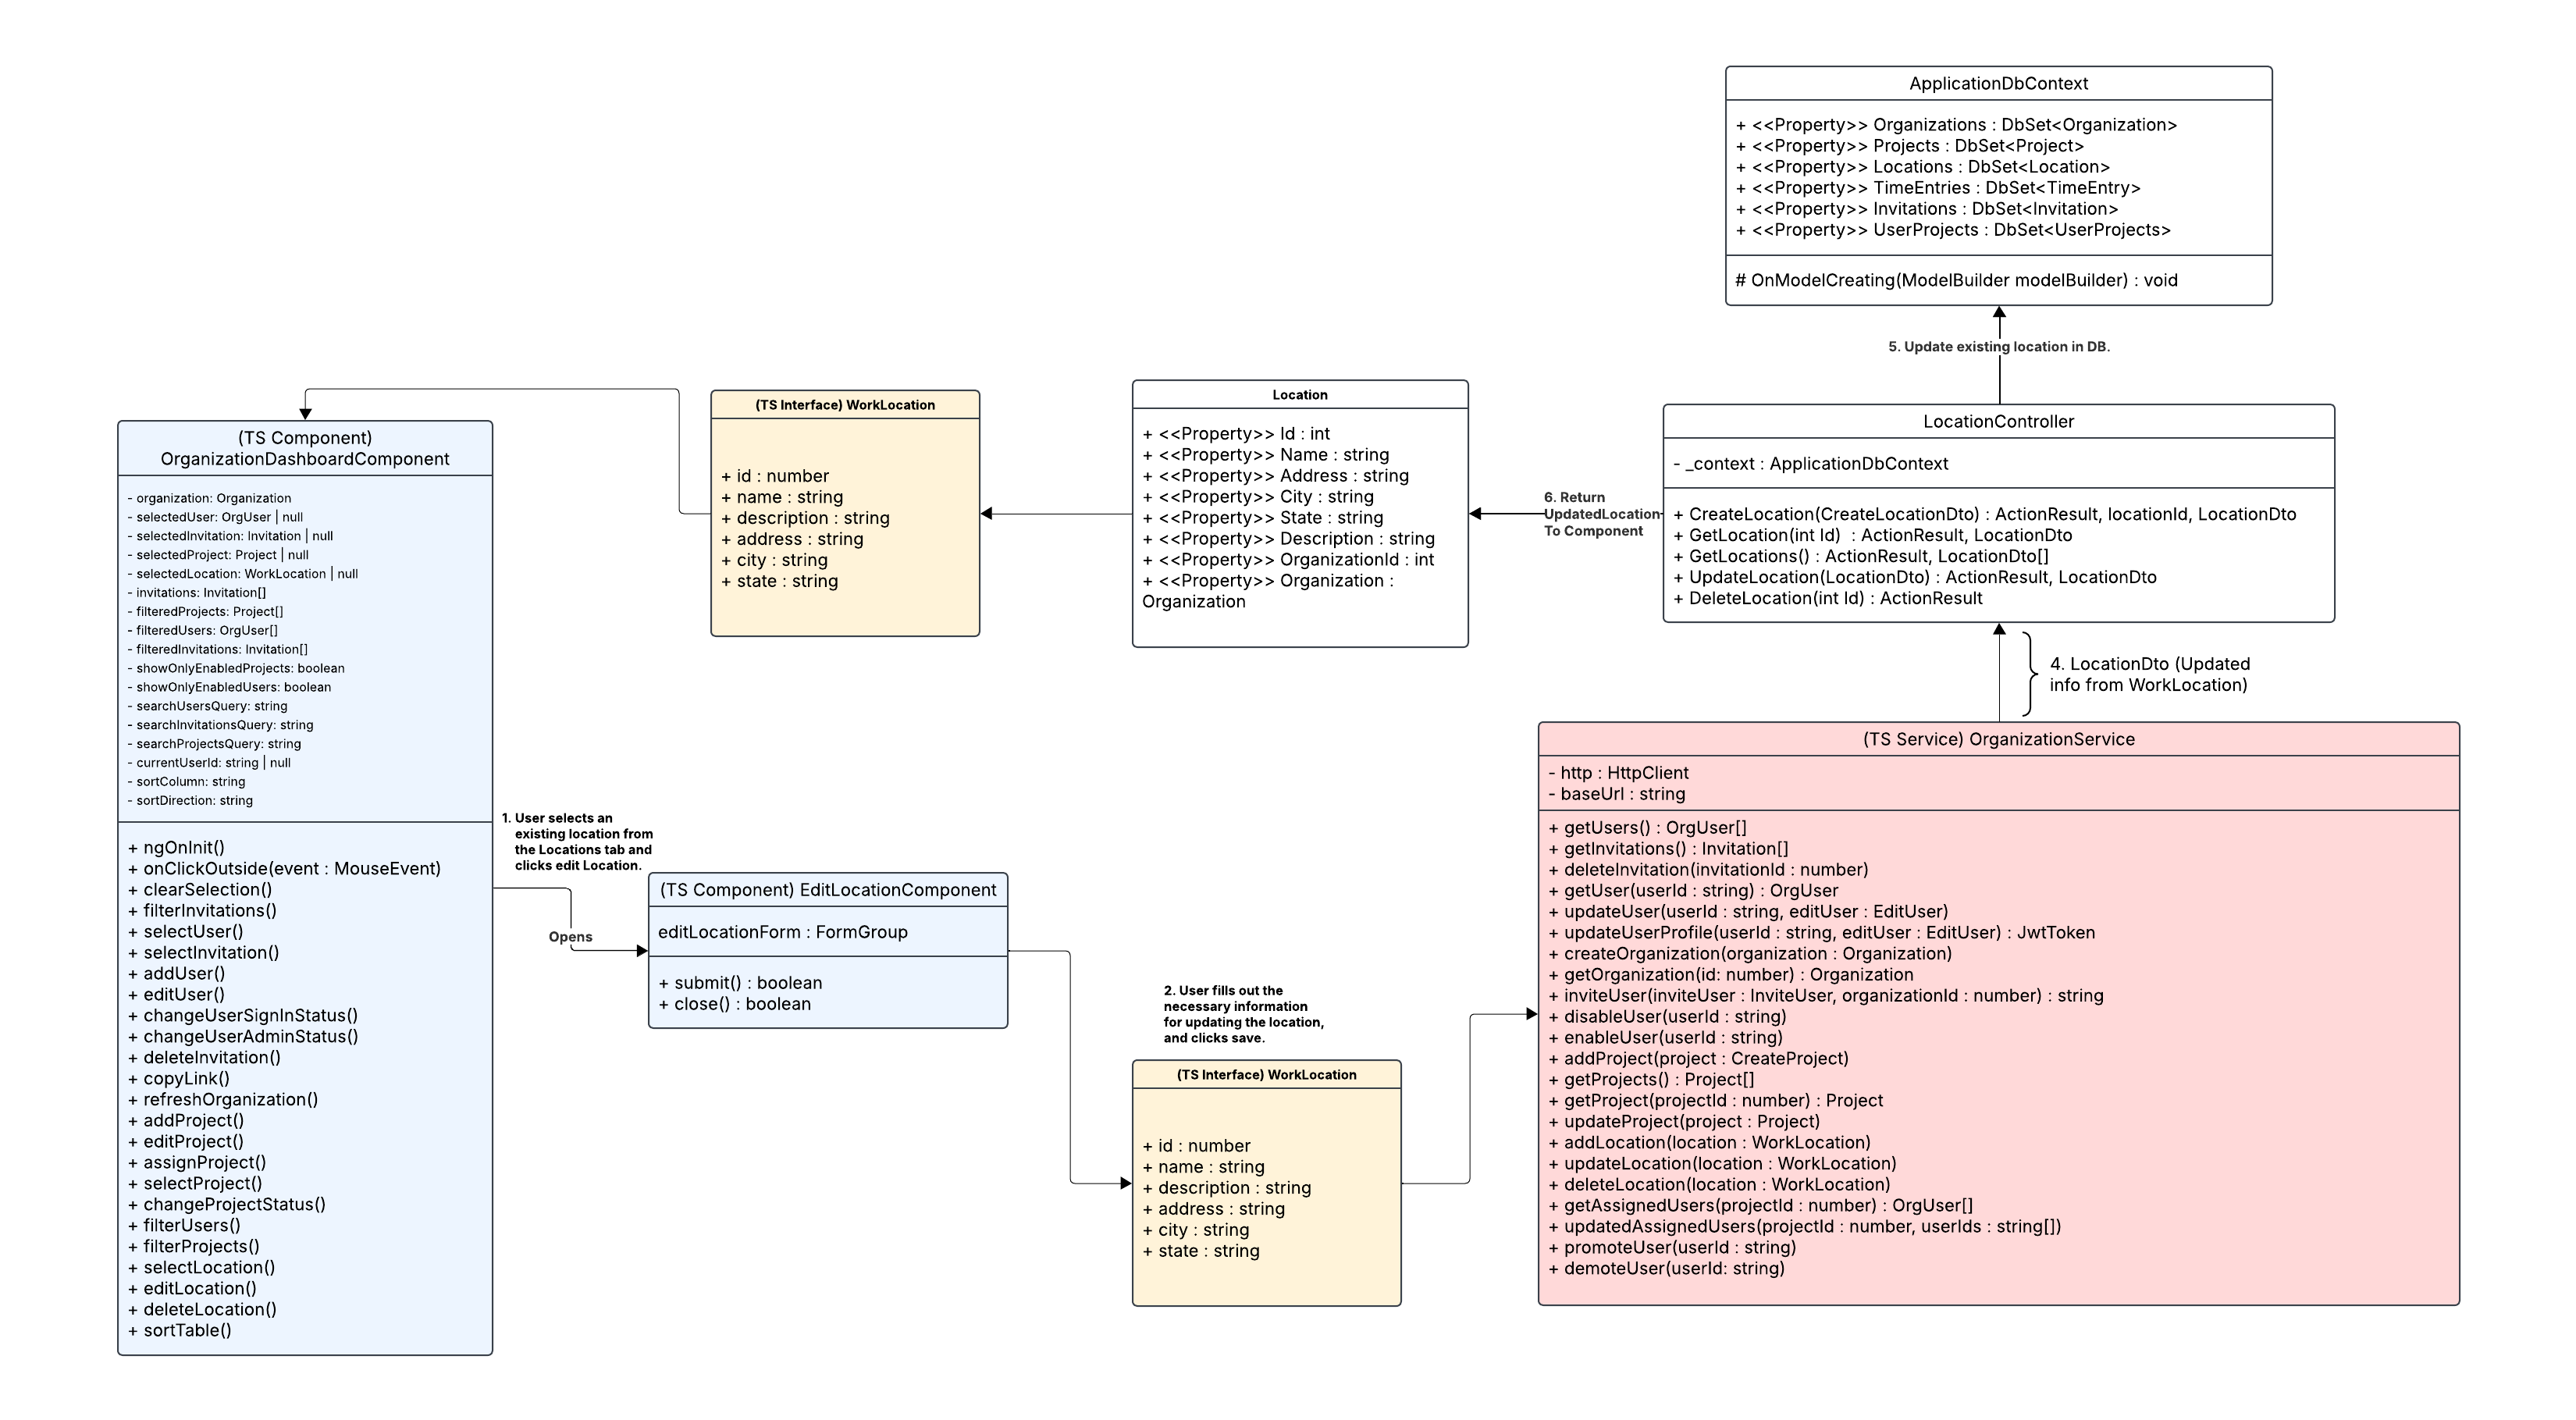 ApplicationDbContext
+ <<Property>> Organizations : DbSet<Organization>
+ <<Property>> Projects : DbSet<Project>
+ <<Property>> Locations : DbSet<Location>
+ <<Property>> TimeEntries : DbSet<TimeEntry>
+ <<Property>> Invitations : DbSet<Invitation>
+ <<Property>> UserProjects : DbSet<UserProjects>
# OnModelCreating(ModelBuilder modelBuilder) : void
5. Update existing location in DB.
(TS Component)
OrganizationDashboardComponent
- organization: Organization
- selectedUser: OrgUser | null
- selectedInvitation: Invitation | null
- selectedProject: Project | null
- selectedLocation: WorkLocation | null
- invitations: Invitation[]
- filteredProjects: Project[]
- filteredUsers: OrgUser[]
- filteredInvitations: Invitation[]
- showOnlyEnabledProjects: boolean
- showOnlyEnabledUsers: boolean
- searchUsersQuery: string
- searchInvitationsQuery: string
- searchProjectsQuery: string
- currentUserId: string | null
- sortColumn: string
- sortDirection: string
+ ngOnInit()
+ onClickOutside(event : MouseEvent)
+ clearSelection()
+ filterInvitations()
+ selectUser()
+ selectInvitation()
+ addUser()
+ editUser()
+ changeUserSignInStatus()
+ changeUserAdminStatus()
+ deleteInvitation()
+ copyLink()
+ refreshOrganization()
+ addProject()
+ editProject()
+ assignProject()
+ selectProject()
+ changeProjectStatus()
+ filterUsers()
+ filterProjects()
+ selectLocation()
+ editLocation()
+ deleteLocation()
+ sortTable()
(TS Interface) WorkLocation
+ id : number
+ name : string
+ description : string
+ address : string
+ city : string
+ state : string
Location
+ <<Property>> Id : int
+ <<Property>> Name : string
+ <<Property>> Address : string
+ <<Property>> City : string
+ <<Property>> State : string
+ <<Property>> Description : string
+ <<Property>> OrganizationId : int
+ <<Property>> Organization :
Organization
6. Return
UpdatedLocation
To Component
LocationController
- _context : ApplicationDbContext
+ CreateLocation(CreateLocationDto) : ActionResult, locationId, LocationDto
+ GetLocation(int Id)  : ActionResult, LocationDto
+ GetLocations() : ActionResult, LocationDto[]
+ UpdateLocation(LocationDto) : ActionResult, LocationDto
+ DeleteLocation(int Id) : ActionResult
4. LocationDto (Updated
info from WorkLocation)
1. User selects an
existing location from
the Locations tab and
clicks edit Location.
Opens
(TS Component) EditLocationComponent
editLocationForm : FormGroup
+ submit() : boolean
+ close() : boolean
2. User fills out the
necessary information
for updating the location,
and clicks save.
(TS Interface) WorkLocation
+ id : number
+ name : string
+ description : string
+ address : string
+ city : string
+ state : string
(TS Service) OrganizationService
- http : HttpClient
- baseUrl : string
+ getUsers() : OrgUser[]
+ getInvitations() : Invitation[]
+ deleteInvitation(invitationId : number)
+ getUser(userId : string) : OrgUser
+ updateUser(userId : string, editUser : EditUser)
+ updateUserProfile(userId : string, editUser : EditUser) : JwtToken
+ createOrganization(organization : Organization)
+ getOrganization(id: number) : Organization
+ inviteUser(inviteUser : InviteUser, organizationId : number) : string
+ disableUser(userId : string)
+ enableUser(userId : string)
+ addProject(project : CreateProject)
+ getProjects() : Project[]
+ getProject(projectId : number) : Project
+ updateProject(project : Project)
+ addLocation(location : WorkLocation)
+ updateLocation(location : WorkLocation)
+ deleteLocation(location : WorkLocation)
+ getAssignedUsers(projectId : number) : OrgUser[]
+ updatedAssignedUsers(projectId : number, userIds : string[])
+ promoteUser(userId : string)
+ demoteUser(userId: string)